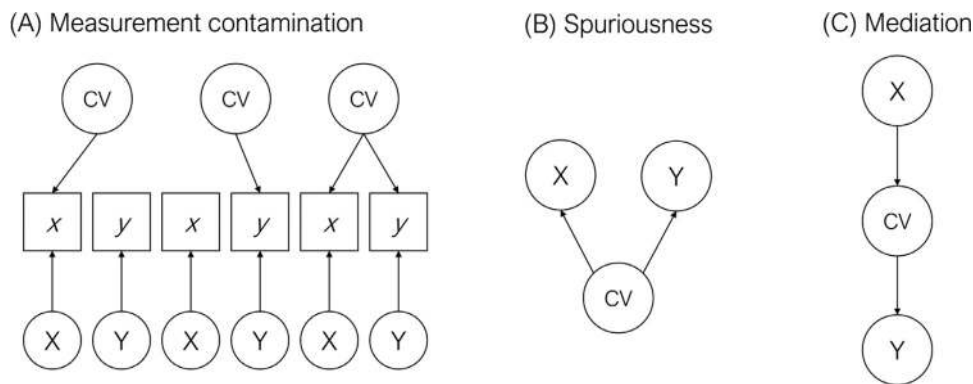 (A) Measurement contamination
(B) Spuriousness
(C) Mediation
CV CV CV
x y x y x y
X Y X Y X Y
X Y
CV
X
CV
Y